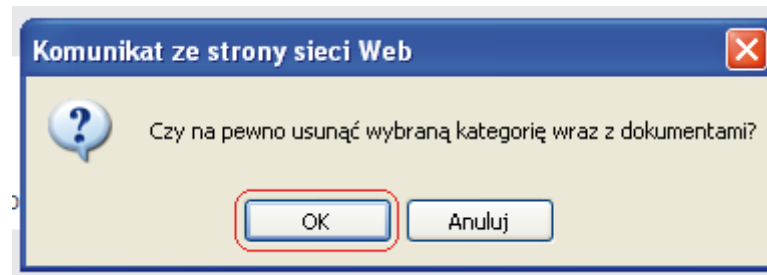 Komunikat ze strony sieci Web
Czy na pewno usunąć wybraną kategorię wraz z dokumentami?
OK
Anuluj